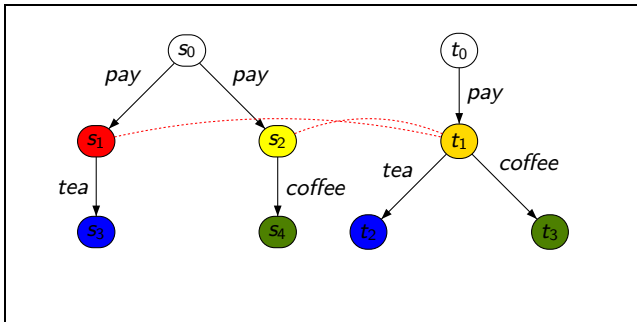 s₀ t₀
pay pay pay
s₁ s₂ t₁
tea coffee tea coffee
s₃ s₄ t₂ t₃